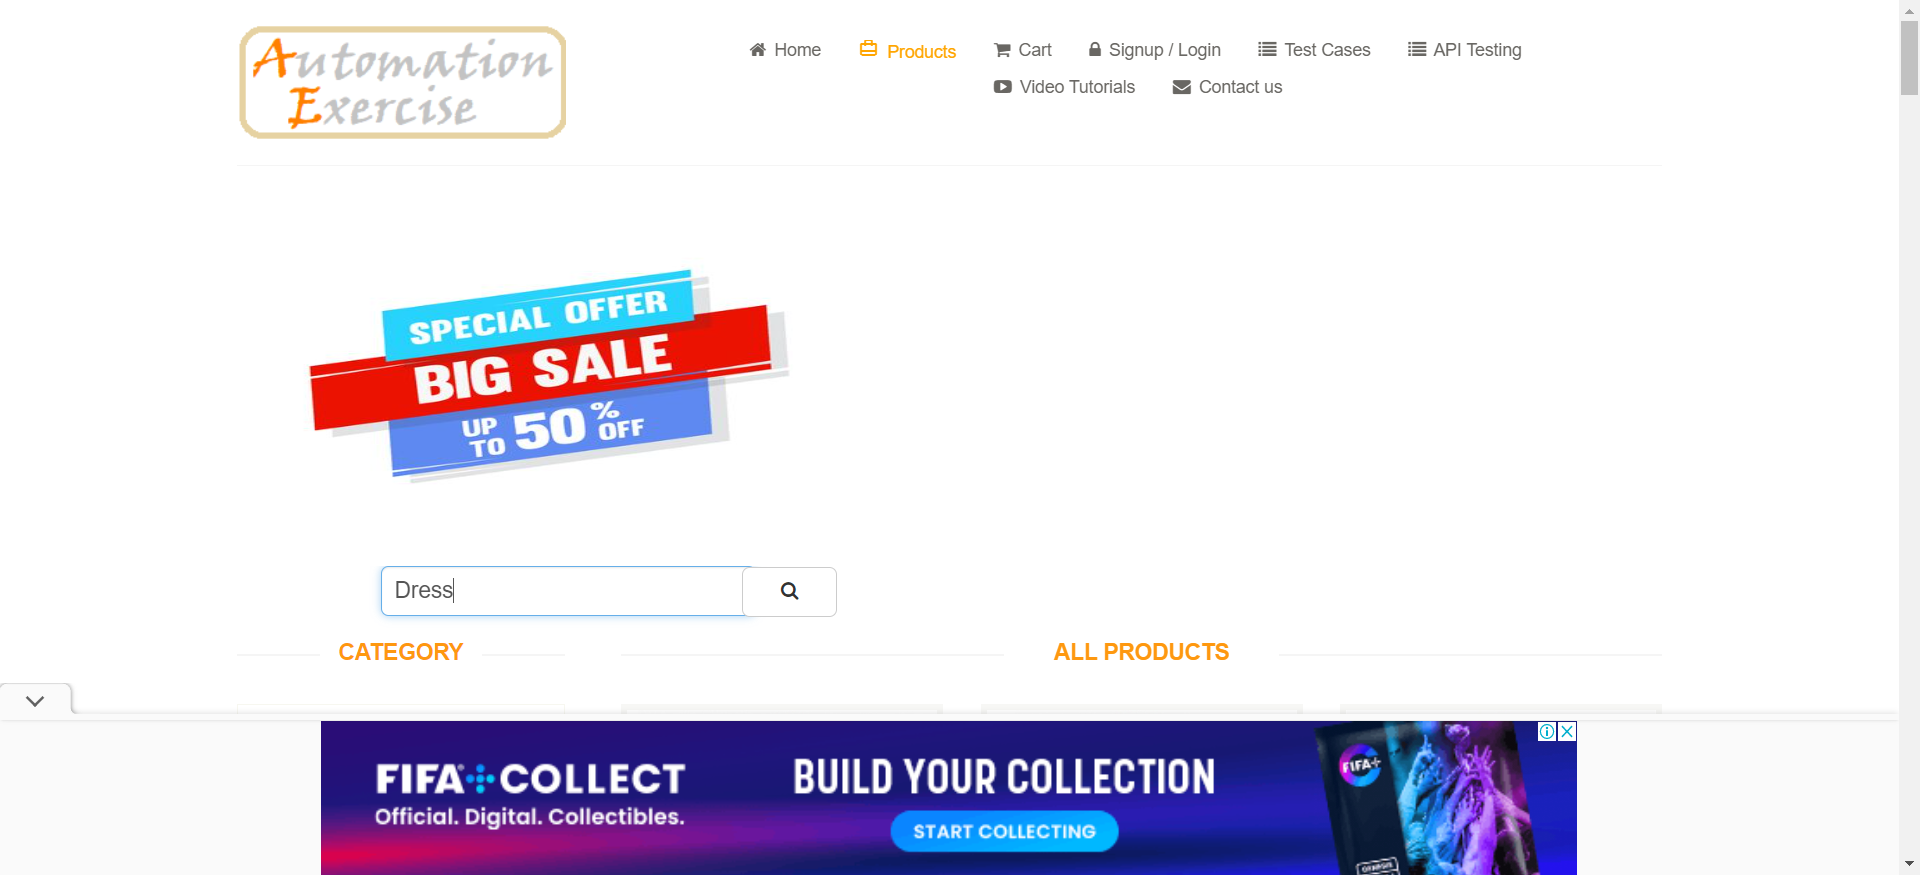 Automation
Exercise
Home
Products
Cart
Signup / Login
Test Cases
API Testing
Video Tutorials
Contact us
SPECIAL OFFER
BIG SALE
UP TO 50% OFF
Dress
CATEGORY
ALL PRODUCTS
FIFA+COLLECT
Official. Digital. Collectibles.
BUILD YOUR COLLECTION
START COLLECTING
FIFA+